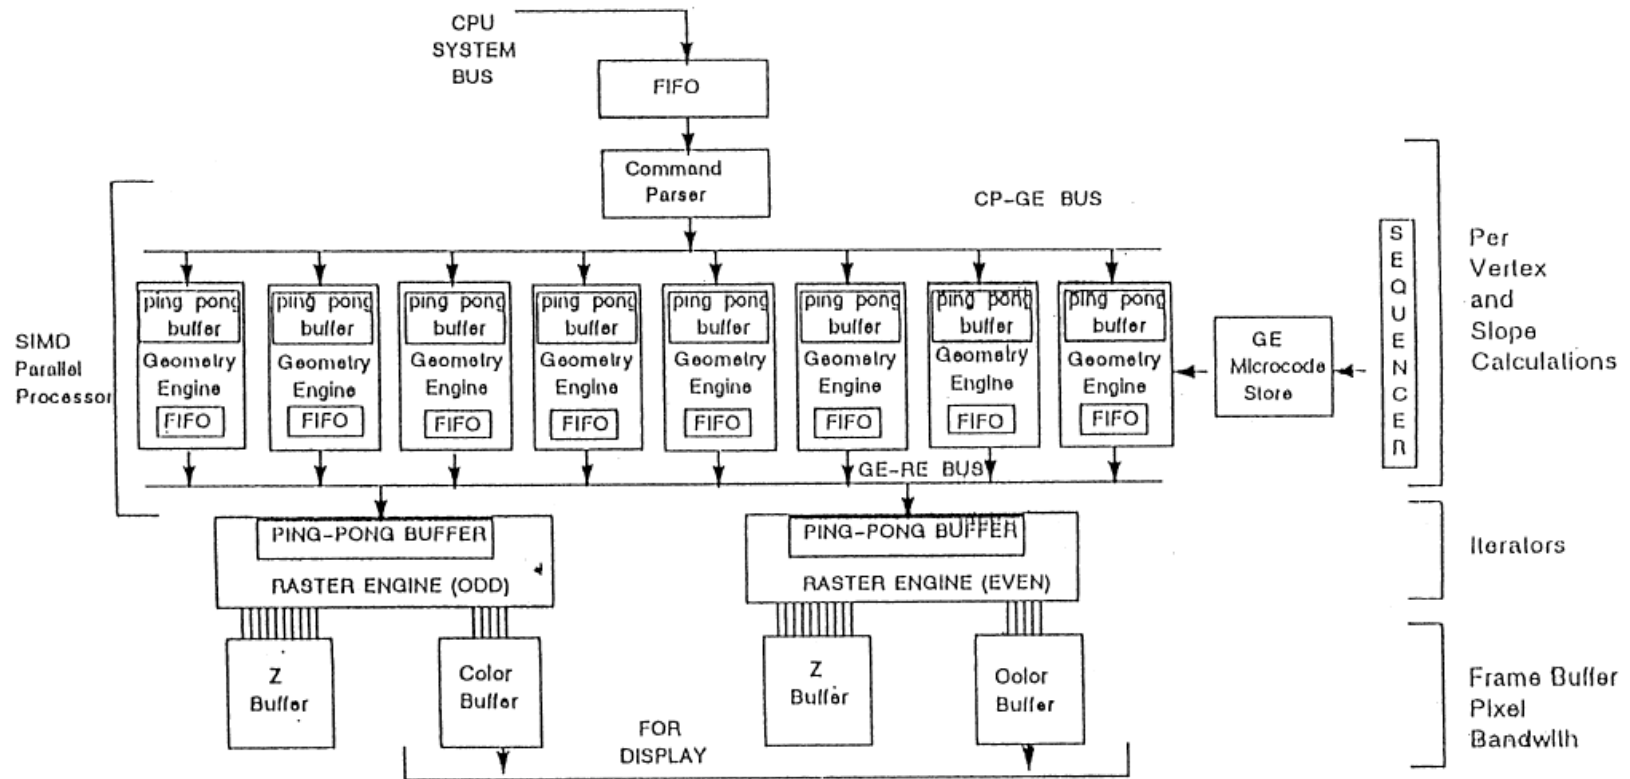 CPU
SYSTEM
BUS
FIFO
Command
Parser
CP-GE BUS
SIMD
Parallel
Processor
ping pong
buffer
Geometry
Engine
FIFO
ping pong
buffer
Geometry
Engine
FIFO
ping pong
buffer
Geometry
Engine
FIFO
ping pong
buffer
Geometry
Engine
FIFO
ping pong
buffer
Geometry
Engine
FIFO
ping pong
buffer
Geometry
Engine
FIFO
ping pong
buffer
Geometry
Engine
FIFO
ping pong
buffer
Geometry
Engine
FIFO
GE
Microcode
Store
SEQUENCER
Per
Vertex
and
Slope
Calculations
GE-RE BUS
PING-PONG BUFFER
RASTER ENGINE (ODD)
PING-PONG BUFFER
RASTER ENGINE (EVEN)
Iterators
Z
Buffer
Color
Buffer
Z
Buffer
Oolor
Buffer
FOR
DISPLAY
Frame Buffer
Pixel
Bandwith